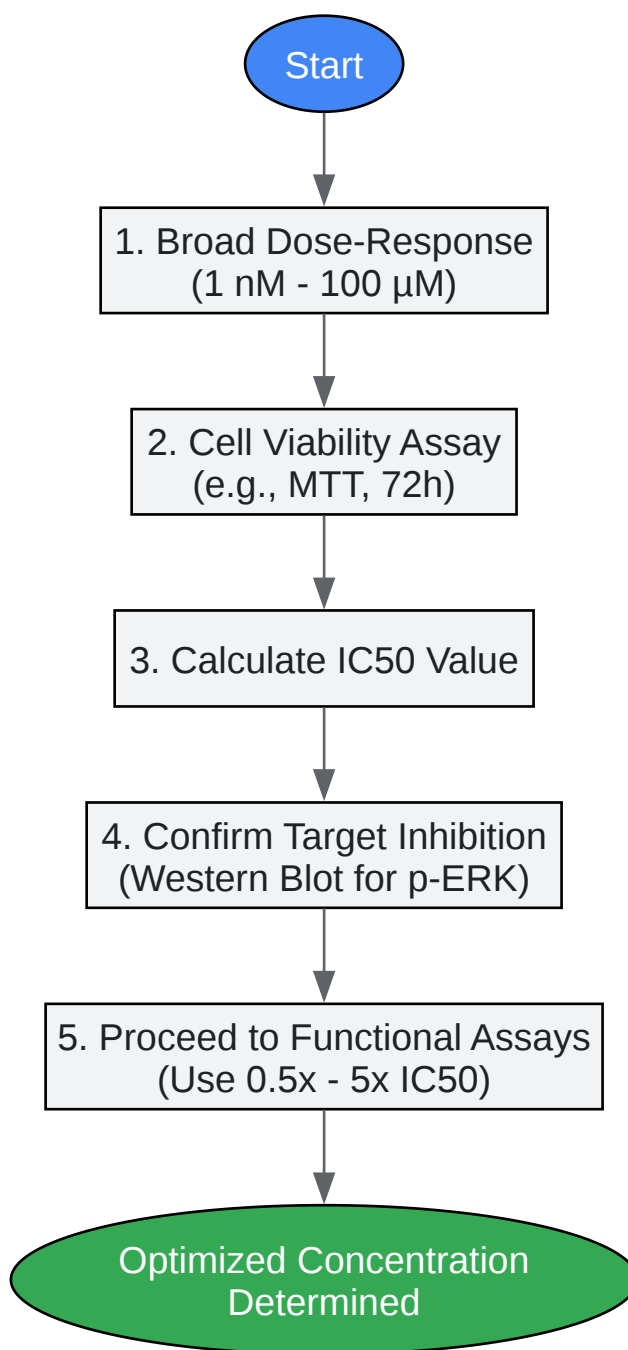 Start
1. Broad Dose-Response
(1 nM - 100 µM)
2. Cell Viability Assay
(e.g., MTT, 72h)
3. Calculate IC50 Value
4. Confirm Target Inhibition
(Western Blot for p-ERK)
5. Proceed to Functional Assays
(Use 0.5x - 5x IC50)
Optimized Concentration
Determined